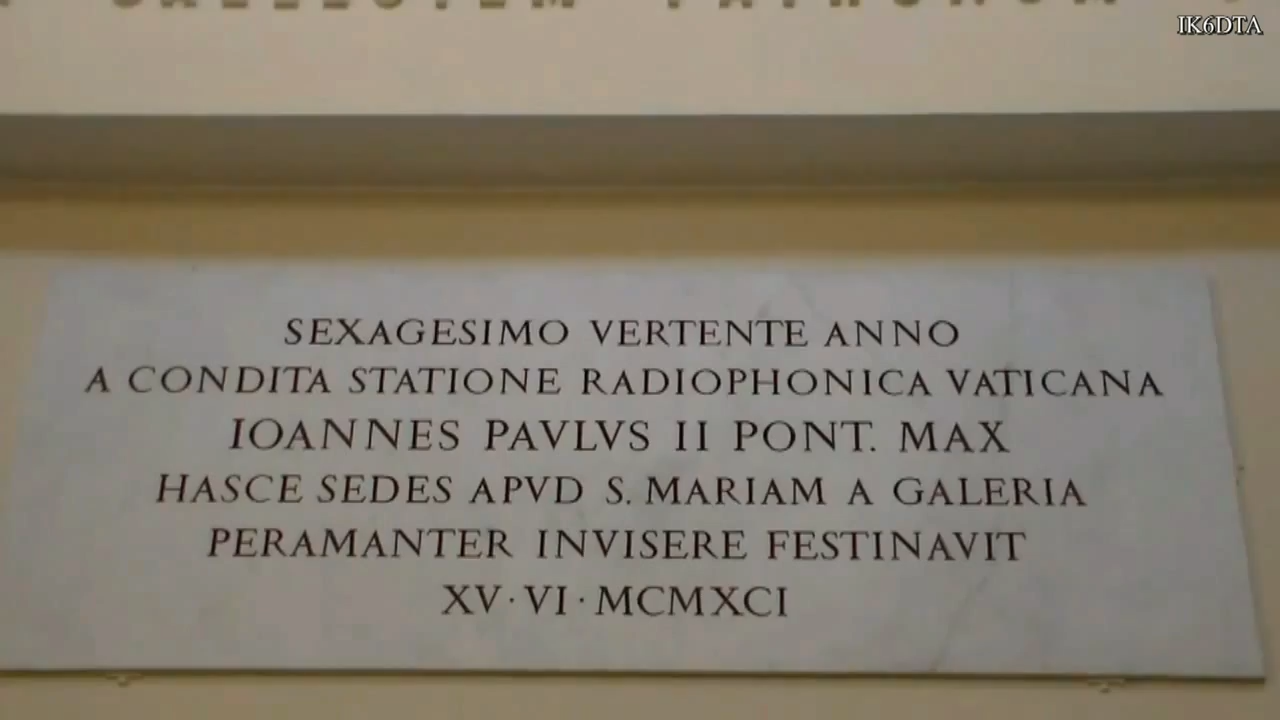 IK6DTA
SEXAGESIMO VERTENTE ANNO
A CONDITA STATIONE RADIOPHONICA VATICANA
IOANNES PAVLVS II PONT. MAX
HASCE SEDES APVD S. MARIAM A GALERIA
PERAMANTER INVISERE FESTINAVIT
XV · VI · MCMXCI